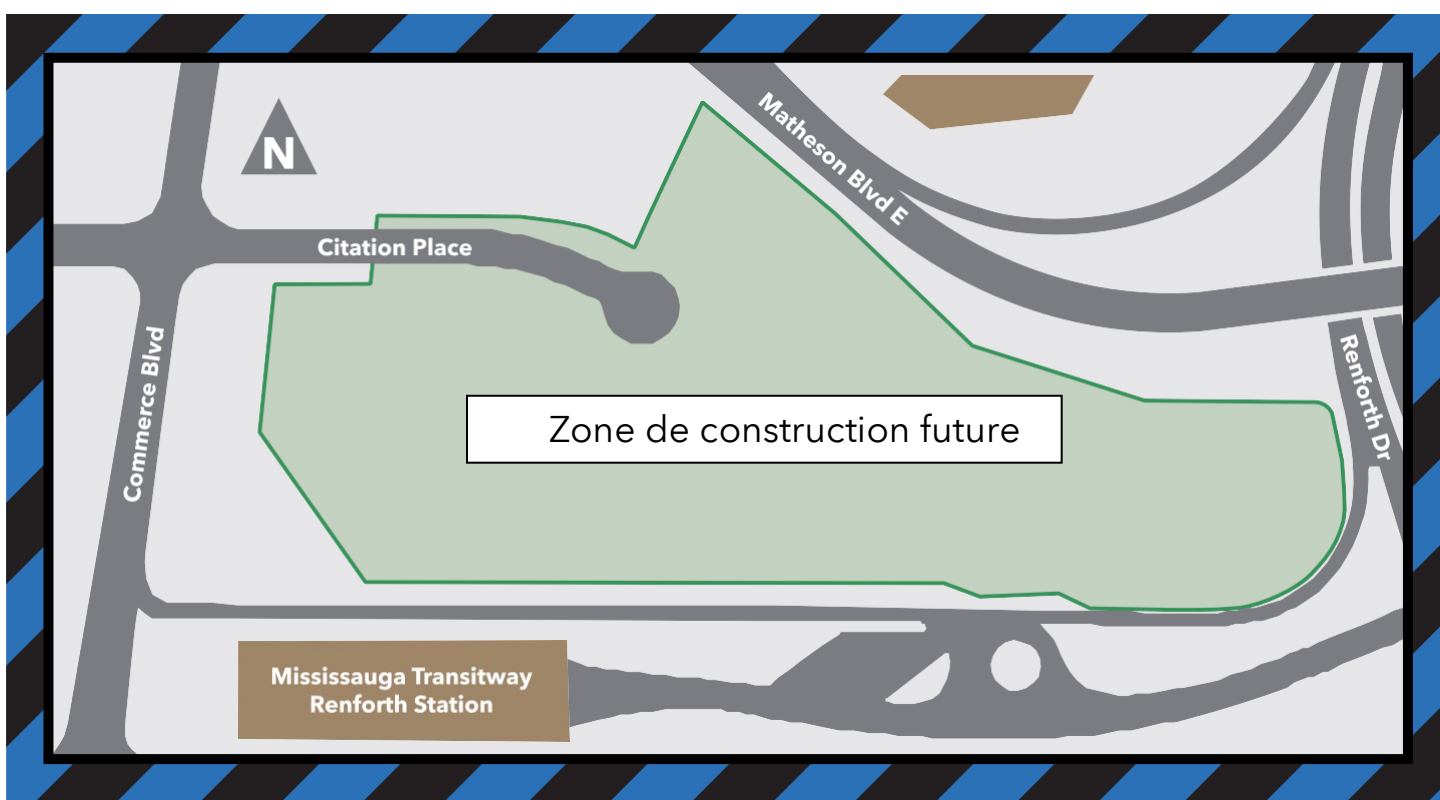 N
Matheson Blvd E
Citation Place
Commerce Blvd
Renforth Dr
Zone de construction future
Mississauga Transitway
Renforth Station